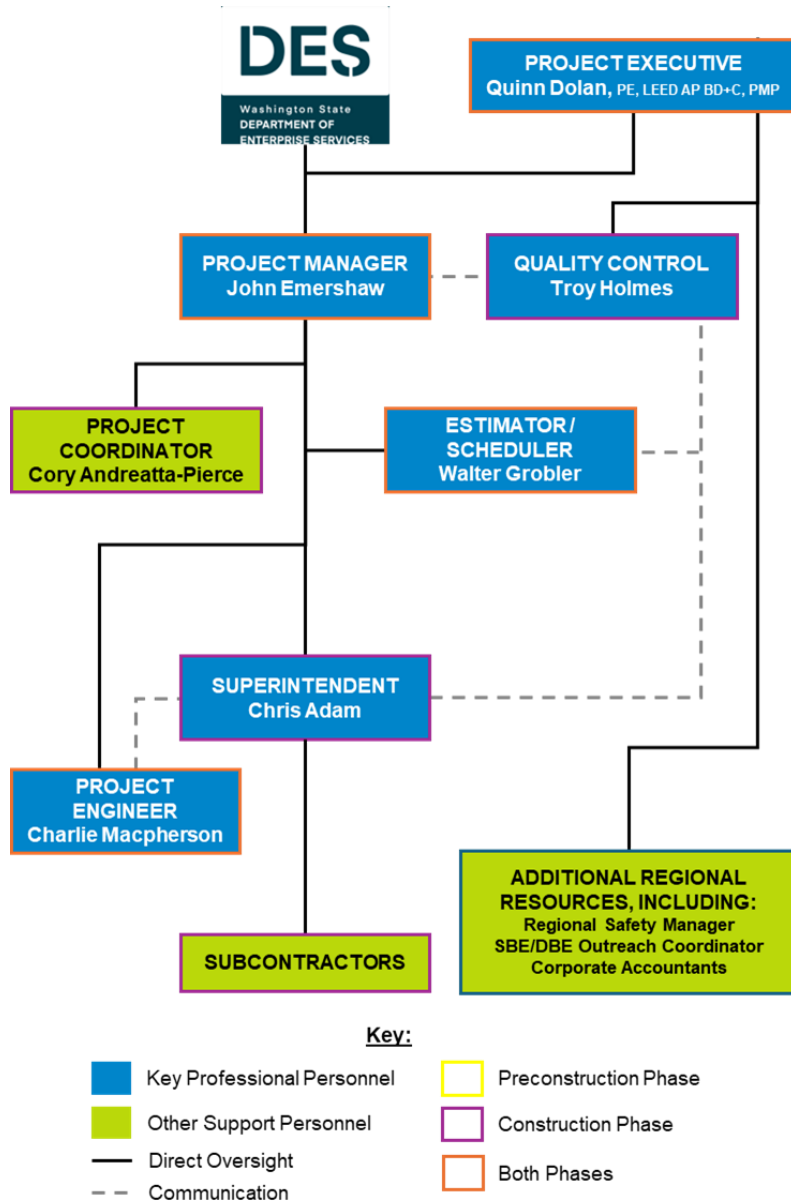 DES
Washington State
DEPARTMENT OF
ENTERPRISE SERVICES
PROJECT EXECUTIVE
Quinn Dolan, PE, LEED AP BD+C, PMP
PROJECT MANAGER
John Emershaw
QUALITY CONTROL
Troy Holmes
PROJECT
COORDINATOR
Cory Andreatta-Pierce
ESTIMATOR/
SCHEDULER
Walter Grobler
SUPERINTENDENT
Chris Adam
PROJECT
ENGINEER
Charlie Macpherson
ADDITIONAL REGIONAL
RESOURCES, INCLUDING:
Regional Safety Manager
SBE/DBE Outreach Coordinator
Corporate Accountants
SUBCONTRACTORS
Key:
Key Professional Personnel
Other Support Personnel
Direct Oversight
Communication
Preconstruction Phase
Construction Phase
Both Phases